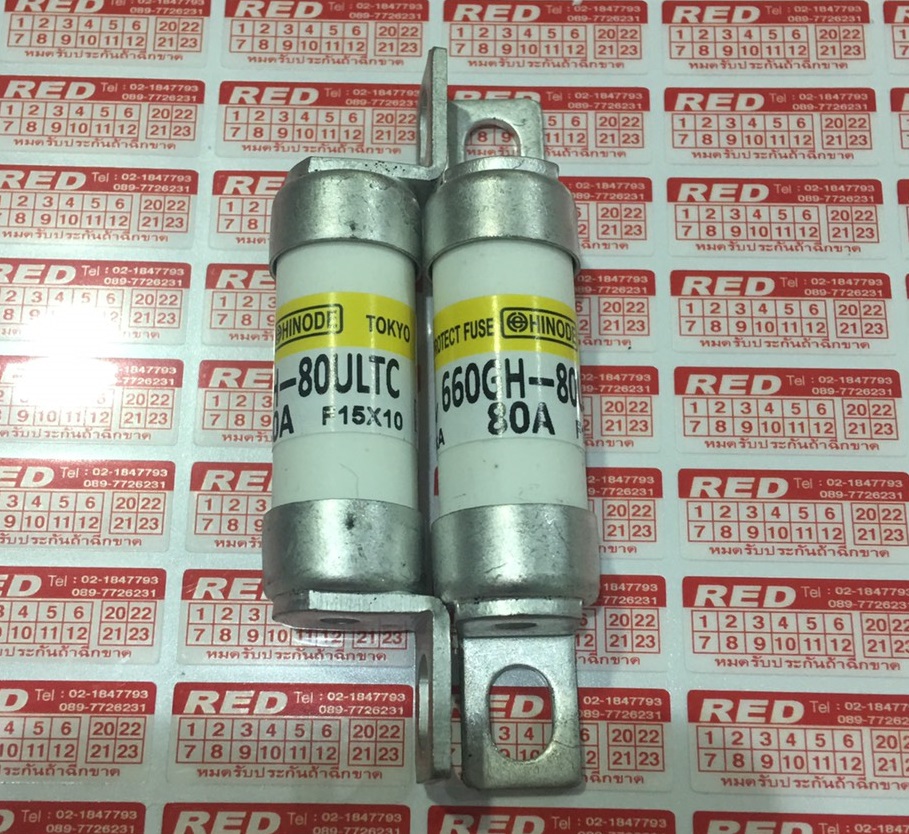 HINODE TOKYO
-80ULTC
0A F15X10
ROTECT FUSE HINODE
660GH-80
80A
RED Tel : 02-1847793
089-7726231
1 2 3 4 5 6 20 22
7 8 9 10 11 12 21 23
หมดรับประกันถ้าฉีกขาด